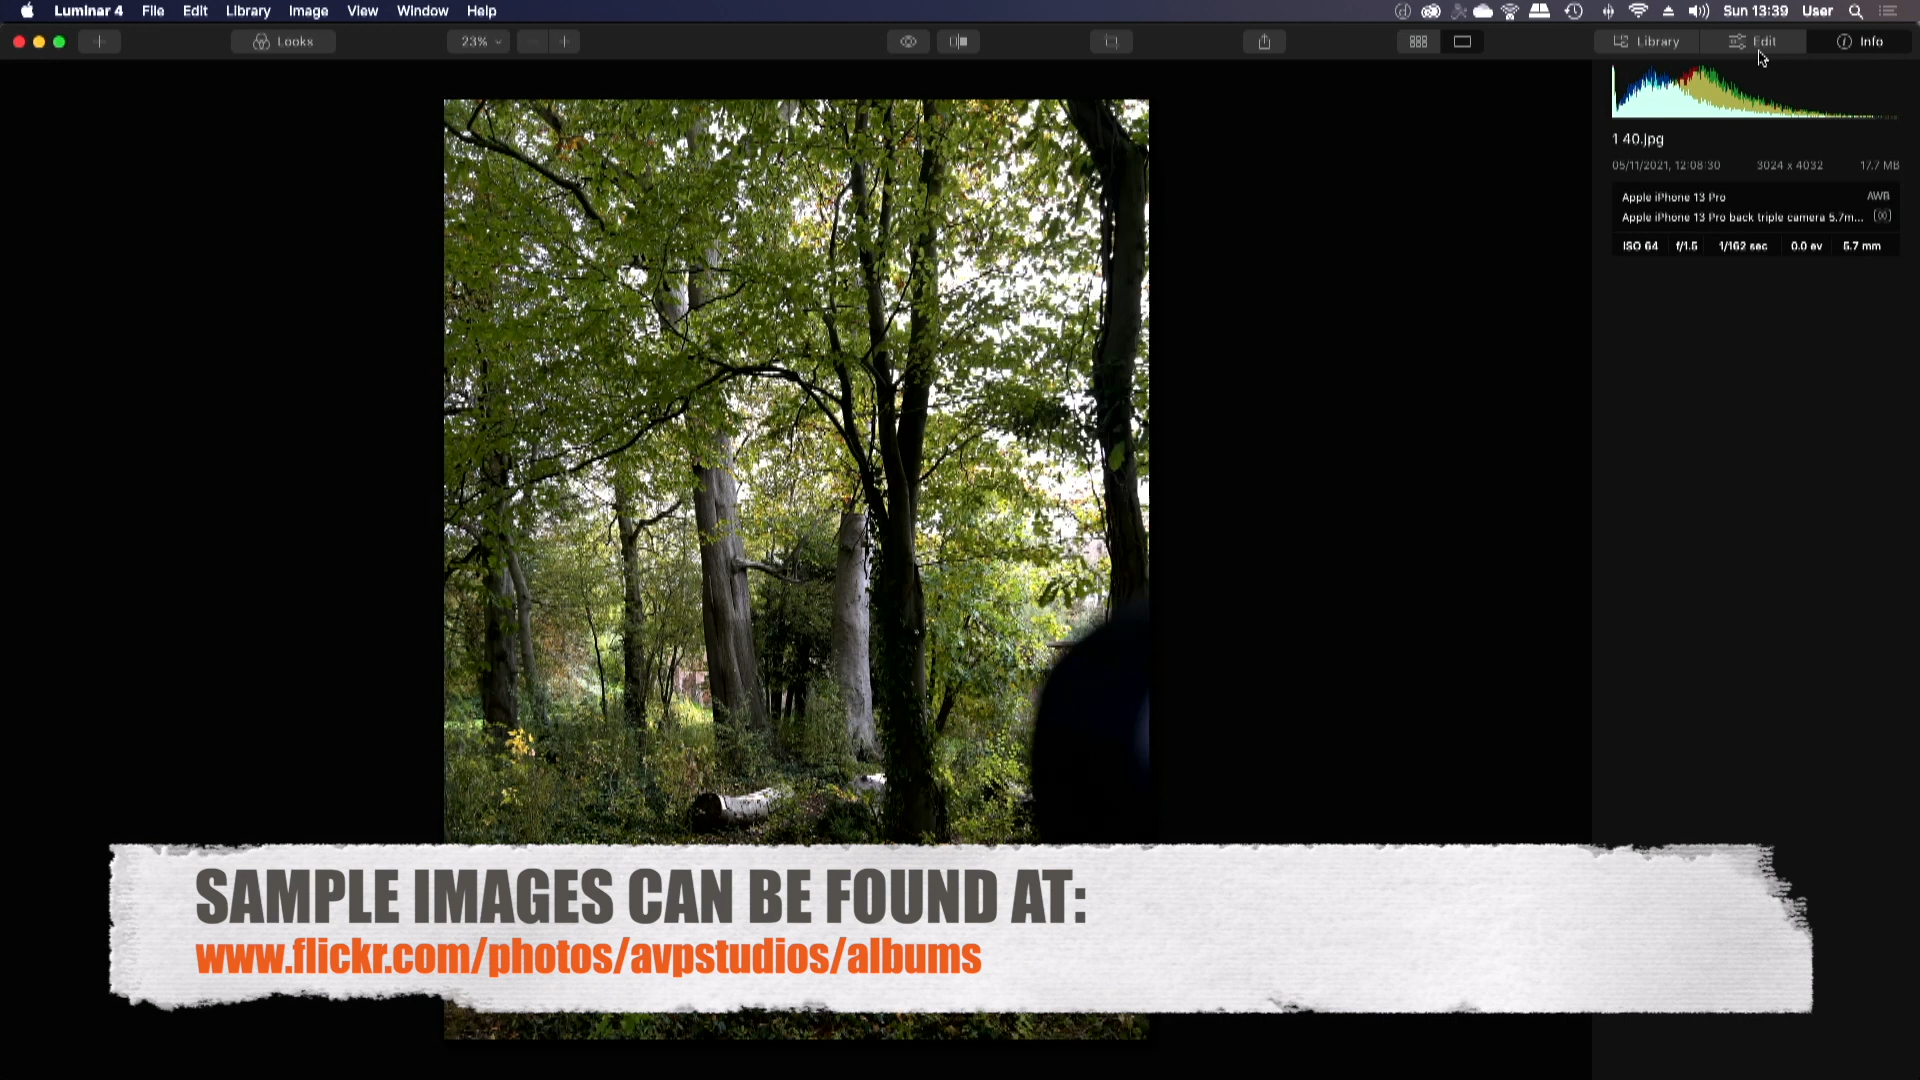 Luminar 4 File Edit Library Image View Window Help Sun 13:39 User
Looks 23% Library Edit Info
1 40.jpg
05/11/2021, 12:08:30 3024 x 4032 17.7 MB
Apple iPhone 13 Pro AWB
Apple iPhone 13 Pro back triple camera 5.7m...
ISO 64 f/1.5 1/162 sec 0.0 ev 5.7 mm
SAMPLE IMAGES CAN BE FOUND AT:
www.flickr.com/photos/avpstudios/albums